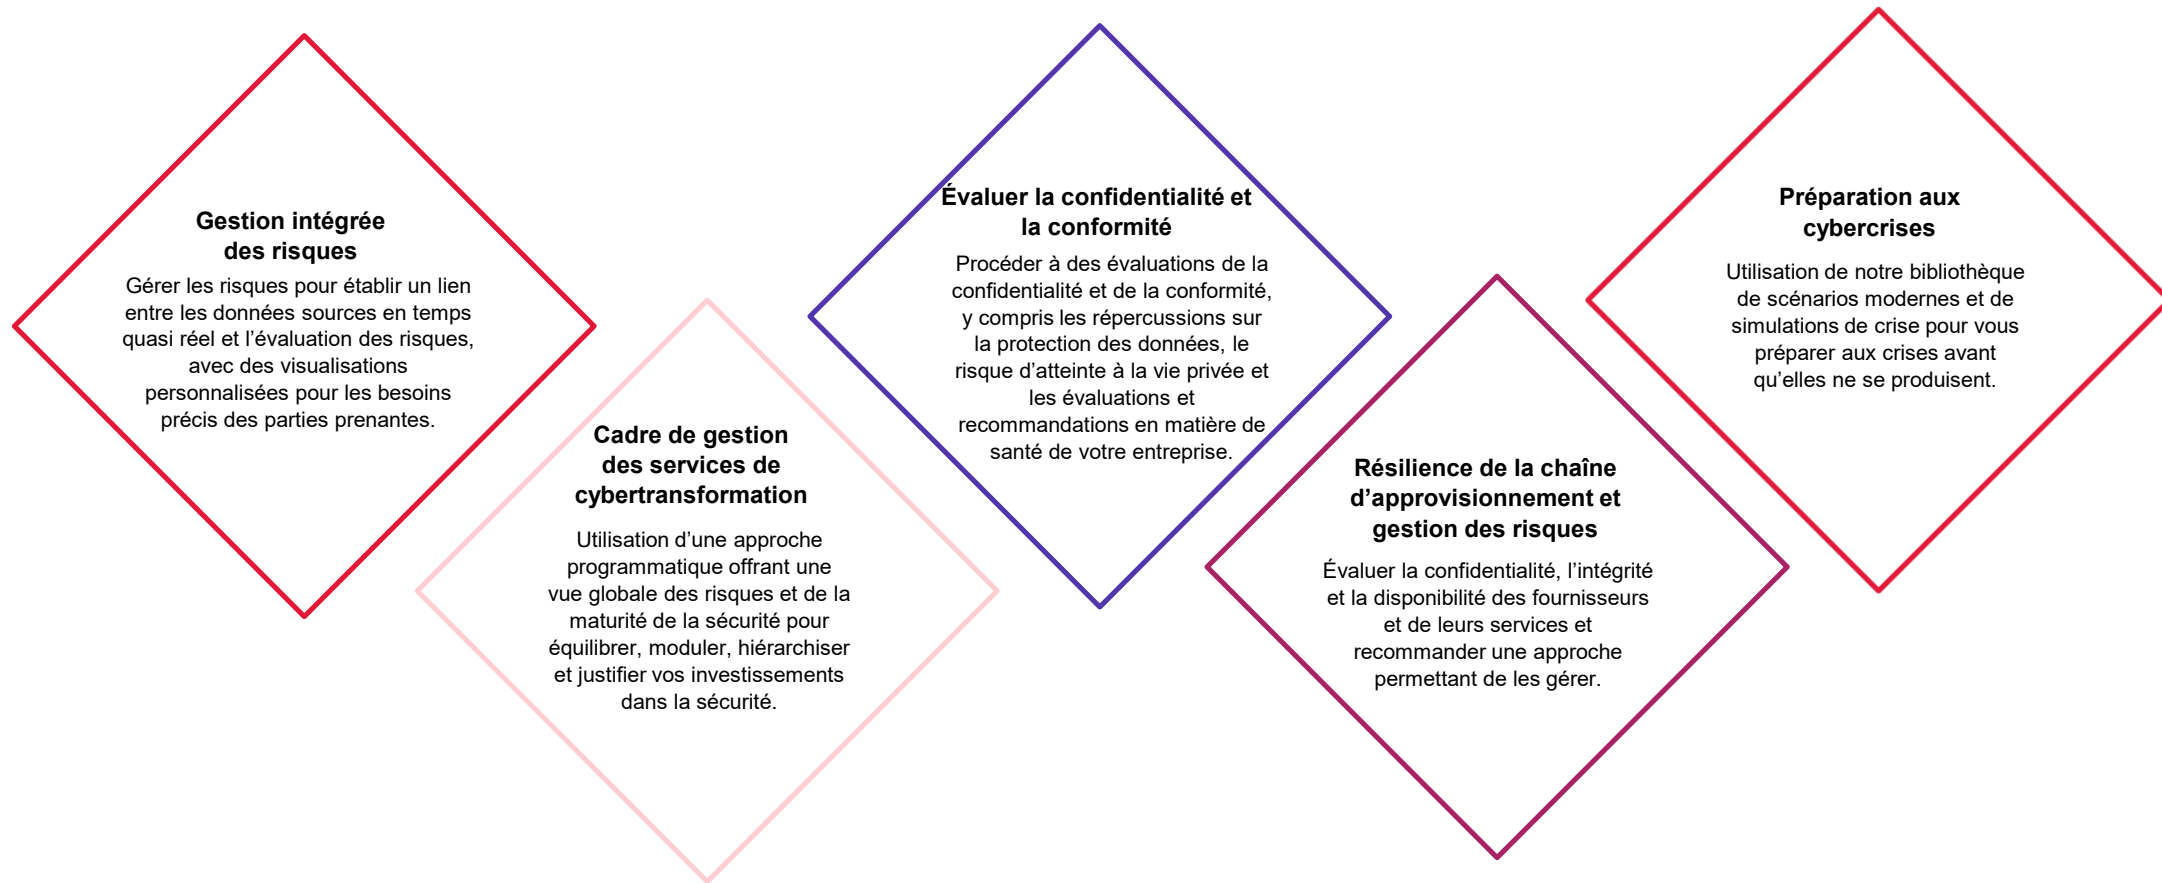 Gestion intégrée
des risques
Gérer les risques pour établir un lien
entre les données sources en temps
quasi réel et l’évaluation des risques,
avec des visualisations
personnalisées pour les besoins
précis des parties prenantes.
Cadre de gestion
des services de
cybertransformation
Utilisation d’une approche
programmatique offrant une
vue globale des risques et de la
maturité de la sécurité pour
équilibrer, moduler, hiérarchiser
et justifier vos investissements
dans la sécurité.
Évaluer la confidentialité et
la conformité
Procéder à des évaluations de la
confidentialité et de la conformité,
y compris les répercussions sur
la protection des données, le
risque d’atteinte à la vie privée et
les évaluations et
recommandations en matière de
santé de votre entreprise.
Résilience de la chaîne
d’approvisionnement et
gestion des risques
Évaluer la confidentialité, l’intégrité
et la disponibilité des fournisseurs
et de leurs services et
recommander une approche
permettant de les gérer.
Préparation aux
cybercrises
Utilisation de notre bibliothèque
de scénarios modernes et de
simulations de crise pour vous
préparer aux crises avant
qu’elles ne se produisent.